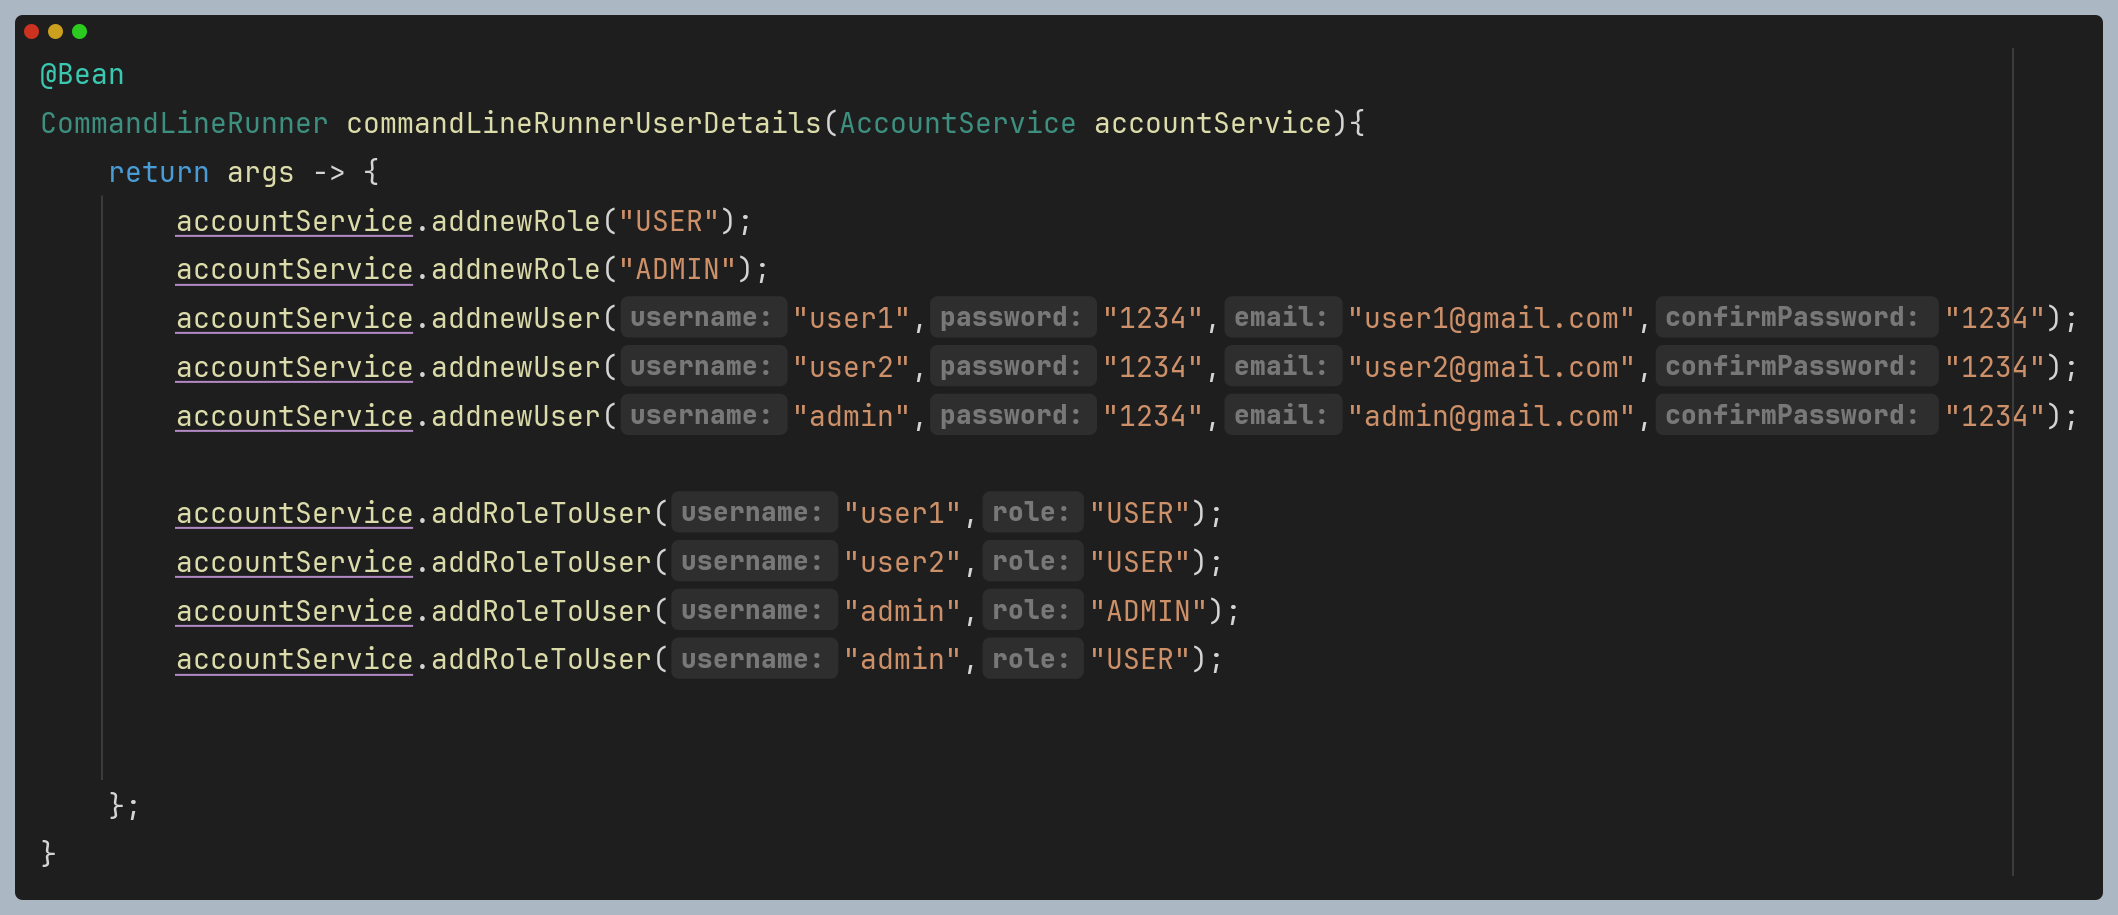 @Bean
CommandLineRunner commandLineRunnerUserDetails(AccountService accountService){
    return args -> {
        accountService.addnewRole("USER");
        accountService.addnewRole("ADMIN");
        accountService.addnewUser( username: "user1", password: "1234", email: "user1@gmail.com", confirmPassword: "1234");
        accountService.addnewUser( username: "user2", password: "1234", email: "user2@gmail.com", confirmPassword: "1234");
        accountService.addnewUser( username: "admin", password: "1234", email: "admin@gmail.com", confirmPassword: "1234");
        accountService.addRoleToUser( username: "user1", role: "USER");
        accountService.addRoleToUser( username: "user2", role: "USER");
        accountService.addRoleToUser( username: "admin", role: "ADMIN");
        accountService.addRoleToUser( username: "admin", role: "USER");
    };
}